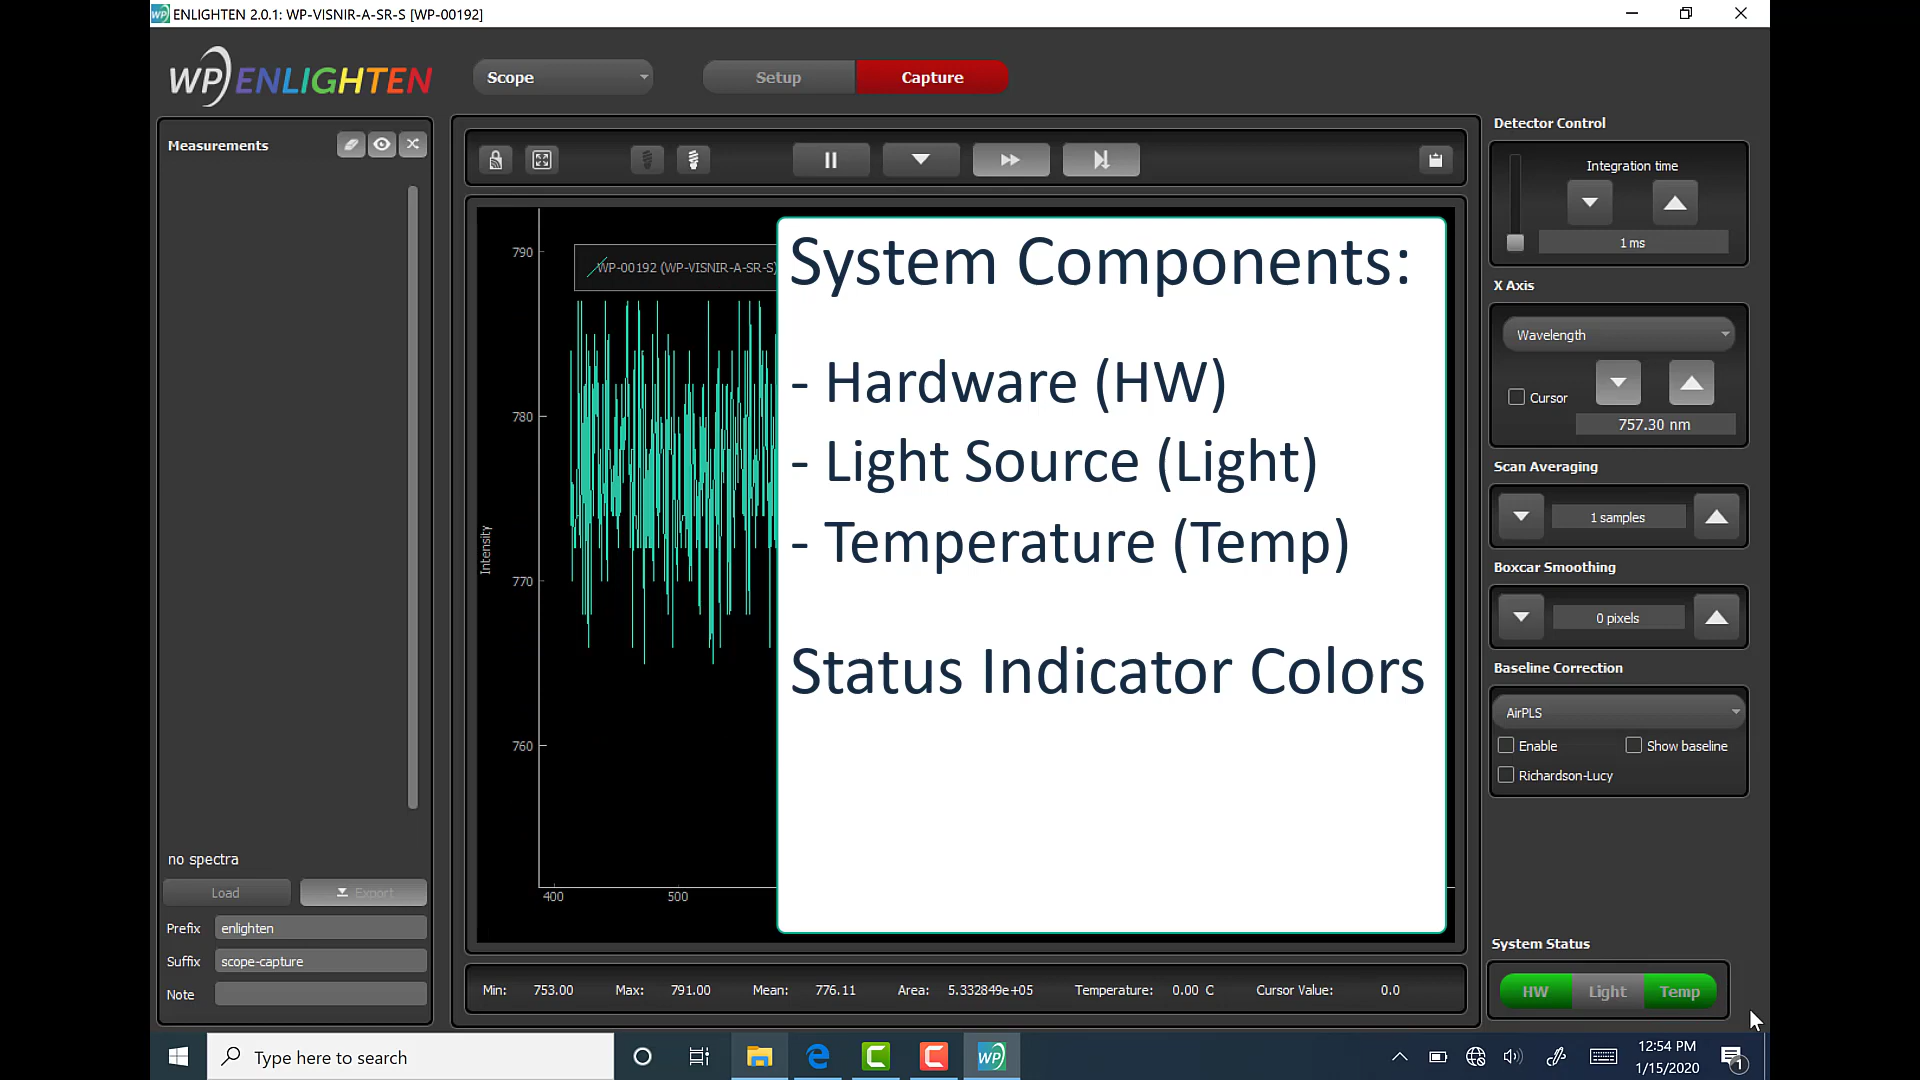 ENLIGHTEN 2.0.1: WP-VISNIR-A-SR-S [WP-00192]
WP ENLIGHTEN
Scope
Setup
Capture
Measurements
790
780
770
760
Intensity
400
500
WP-00192 (WP-VISNIR-A-SR-S)
System Components:
- Hardware (HW)
- Light Source (Light)
- Temperature (Temp)
Status Indicator Colors
Detector Control
Integration time
1 ms
X Axis
Wavelength
Cursor
757.30 nm
Scan Averaging
1 samples
Boxcar Smoothing
0 pixels
Baseline Correction
AirPLS
Enable
Show baseline
Richardson-Lucy
no spectra
Load
Export
Prefix
enlighten
Suffix
scope-capture
Note
Min: 753.00 Max: 791.00 Mean: 776.11 Area: 5.332849e+05 Temperature: 0.00 C Cursor Value: 0.0
System Status
HW Light Temp
Type here to search
WP
12:54 PM
1/15/2020
1